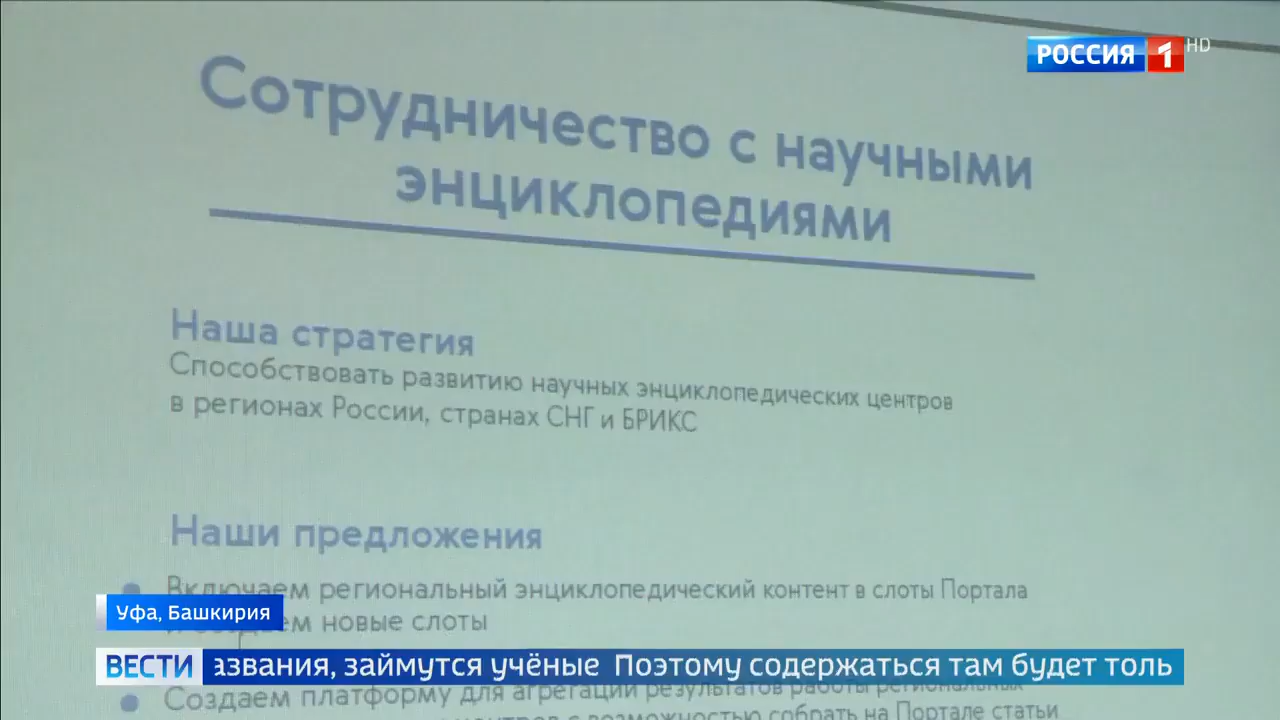 РОССИЯ 1 HD
Сотрудничество с научными
энциклопедиями
Наша стратегия
Способствовать развитию научных энциклопедических центров
в регионах России, странах СНГ и БРИКС
Наши предложения
Включаем региональный энциклопедический контент в слоты Портала
новые слоты
Уфа, Башкирия
ВЕСТИ азвания, займутся учёные Поэтому содержаться там будет толь
Создаем платформу для агрегации результатов работы региональных
с возможностью собрать на Портале статьи